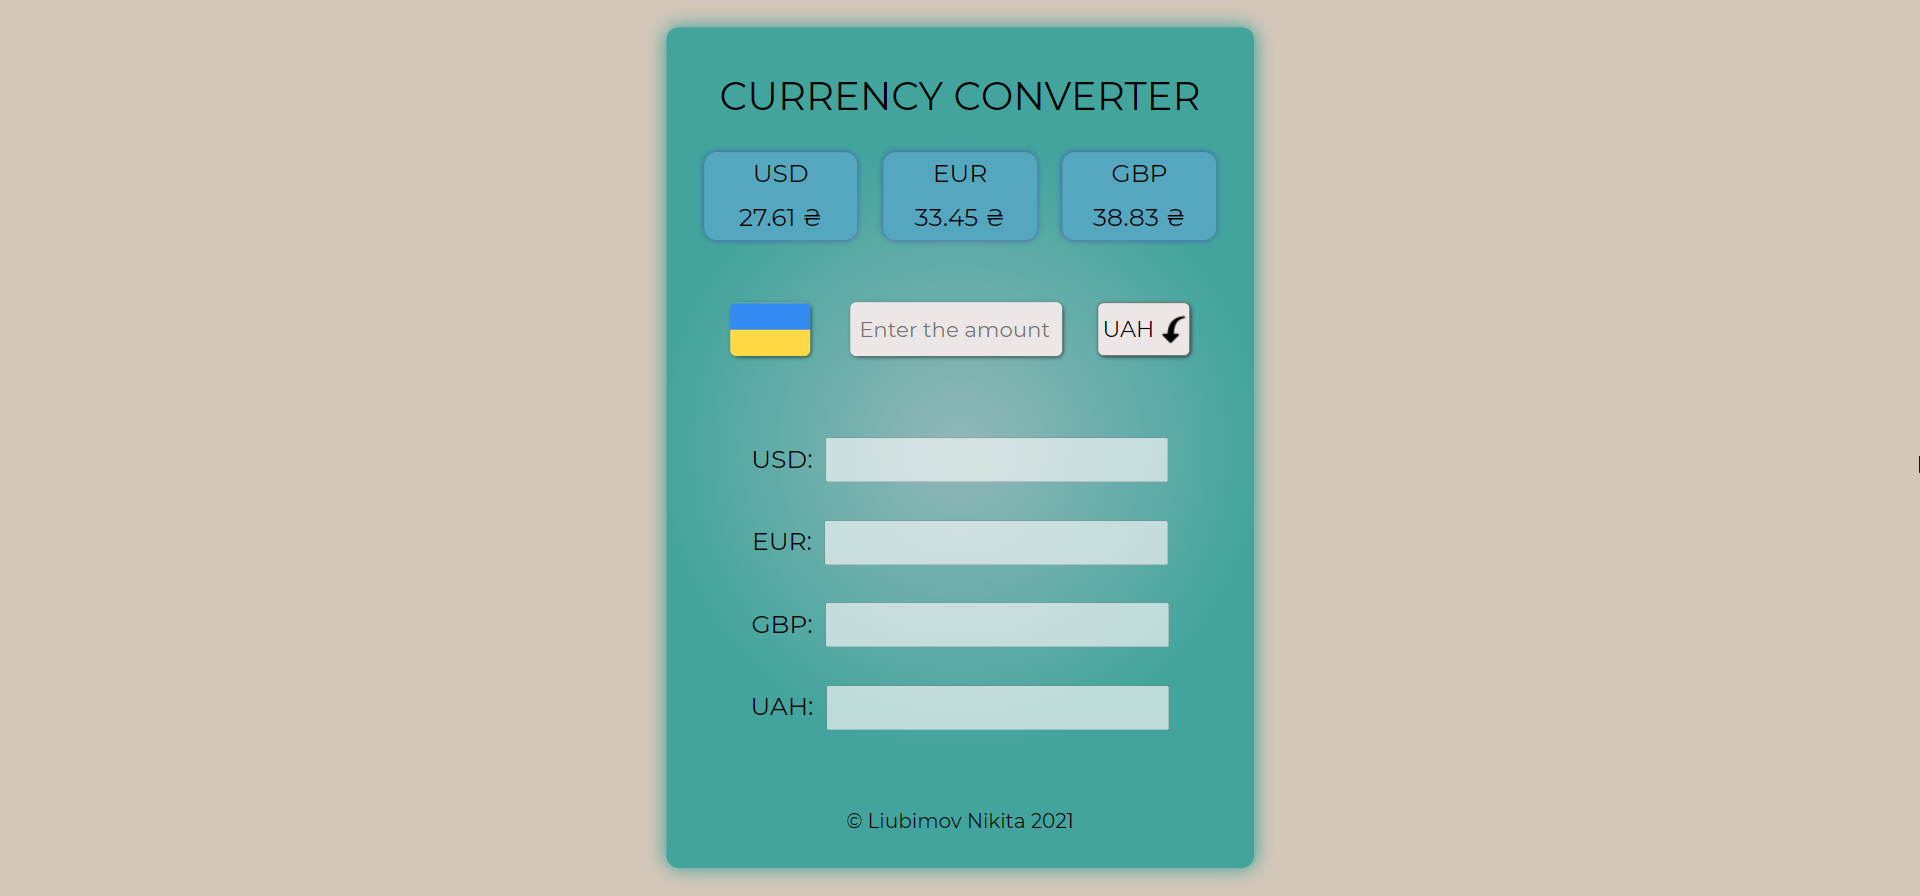 CURRENCY CONVERTER
USD EUR GBP
27.61 ₴ 33.45 ₴ 38.83 ₴
Enter the amount UAH
USD:
EUR:
GBP:
UAH:
© Liubimov Nikita 2021